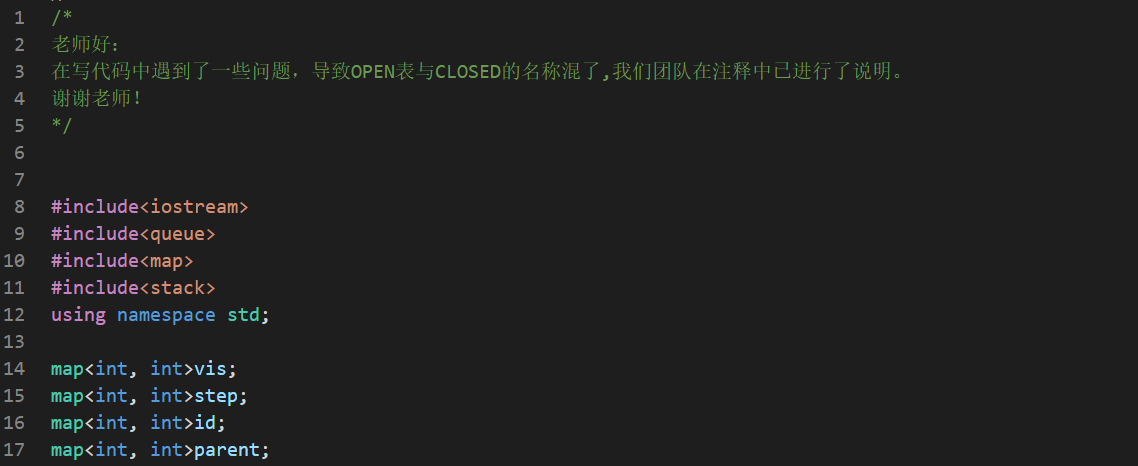 1 /*
2 老师好：
3 在写代码中遇到了一些问题，导致OPEN表与CLOSED的名称混了,我们团队在注释中已进行了说明。
4 谢谢老师！
5 */
6
7
8 #include<iostream>
9 #include<queue>
10 #include<map>
11 #include<stack>
12 using namespace std;
13
14 map<int, int>vis;
15 map<int, int>step;
16 map<int, int>id;
17 map<int, int>parent;